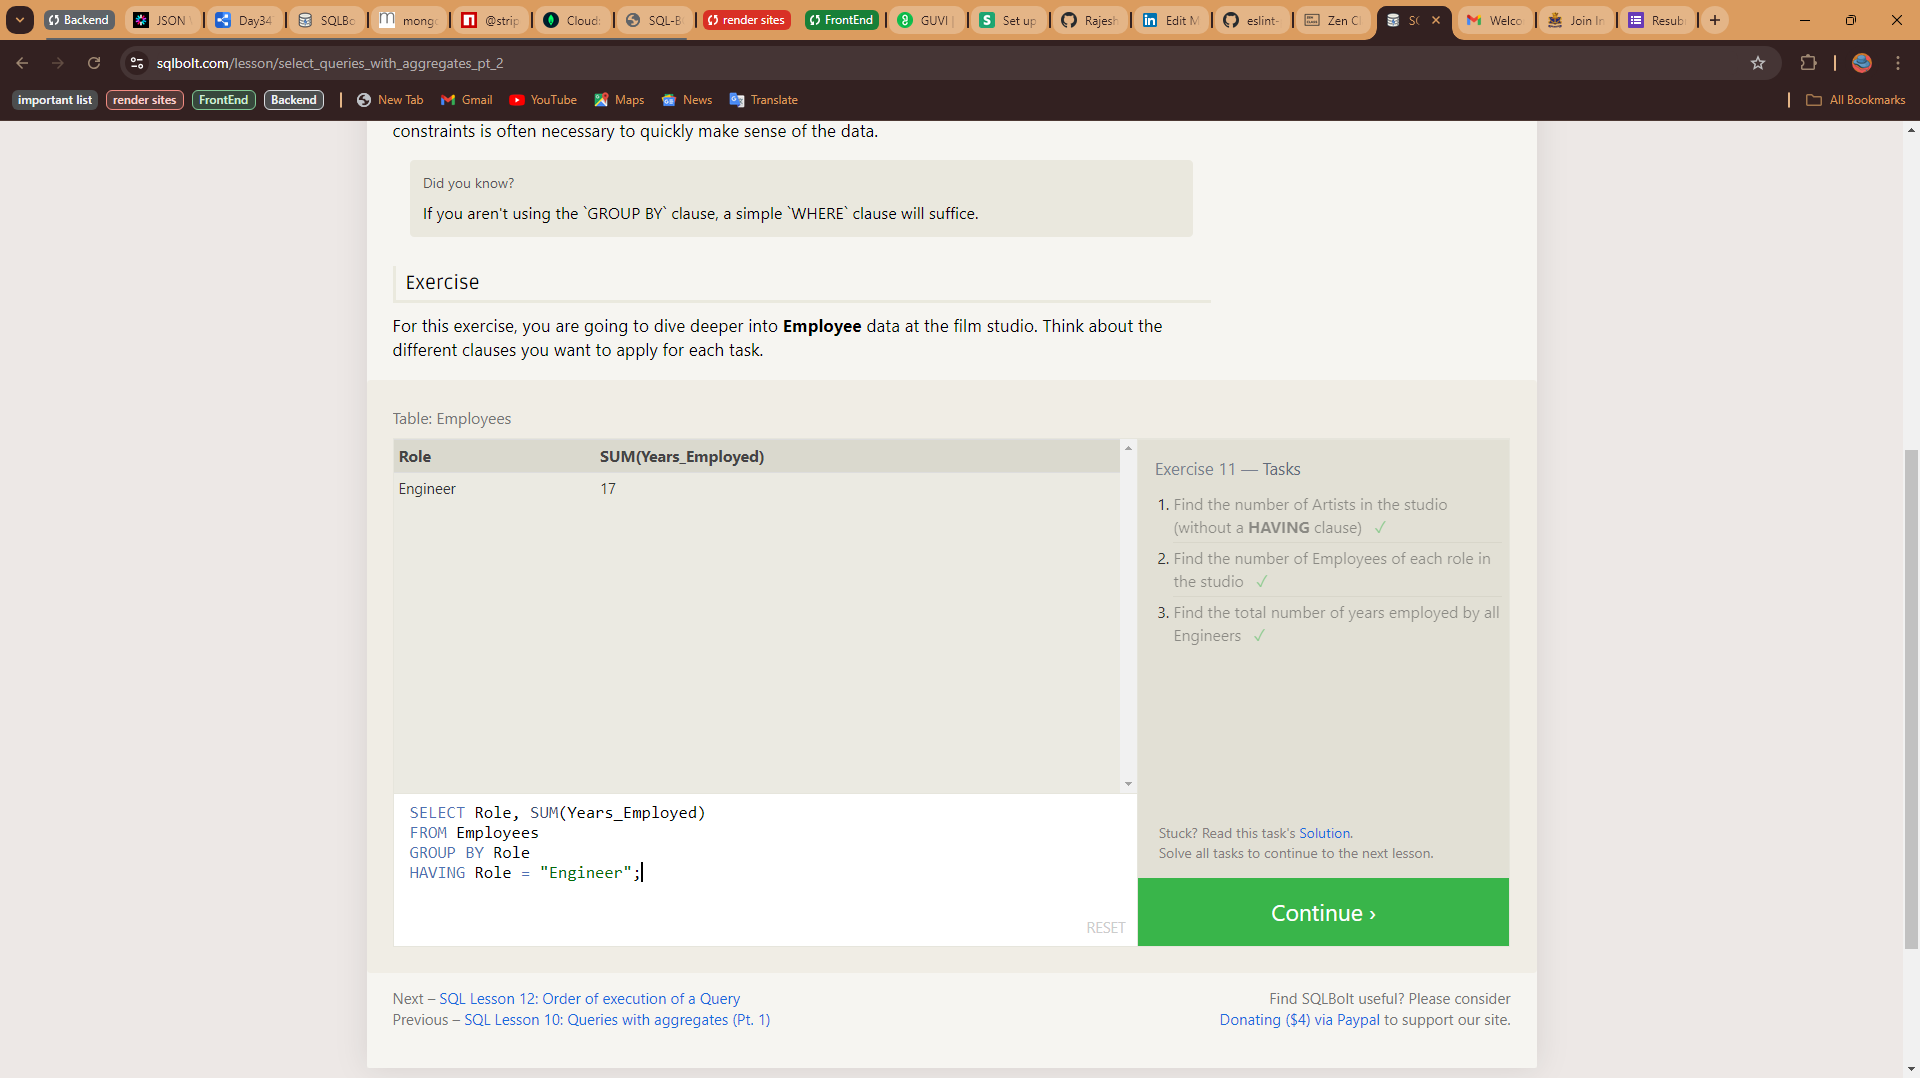 Backend
JSON
Day34
SQLBo
mong
@strip
Cloud
SQL-B
render sites
FrontEnd
GUVI
Set up
Rajesh
Edit M
eslint-
Zen Cl
Welco
Join In
Resub
sqlbolt.com/lesson/select_queries_with_aggregates_pt_2
important list
render sites
FrontEnd
Backend
New Tab
Gmail
YouTube
Maps
News
Translate
All Bookmarks
constraints is often necessary to quickly make sense of the data.
Did you know?
If you aren't using the `GROUP BY` clause, a simple `WHERE` clause will suffice.
Exercise
For this exercise, you are going to dive deeper into Employee data at the film studio. Think about the
different clauses you want to apply for each task.
Table: Employees
Role SUM(Years_Employed)
Engineer 17
Exercise 11 — Tasks
1. Find the number of Artists in the studio
(without a HAVING clause) ✓
2. Find the number of Employees of each role in
the studio ✓
3. Find the total number of years employed by all
Engineers ✓
SELECT Role, SUM(Years_Employed)
FROM Employees
GROUP BY Role
HAVING Role = "Engineer";
RESET
Stuck? Read this task's Solution.
Solve all tasks to continue to the next lesson.
Continue ›
Next – SQL Lesson 12: Order of execution of a Query
Previous – SQL Lesson 10: Queries with aggregates (Pt. 1)
Find SQLBolt useful? Please consider
Donating ($4) via Paypal to support our site.